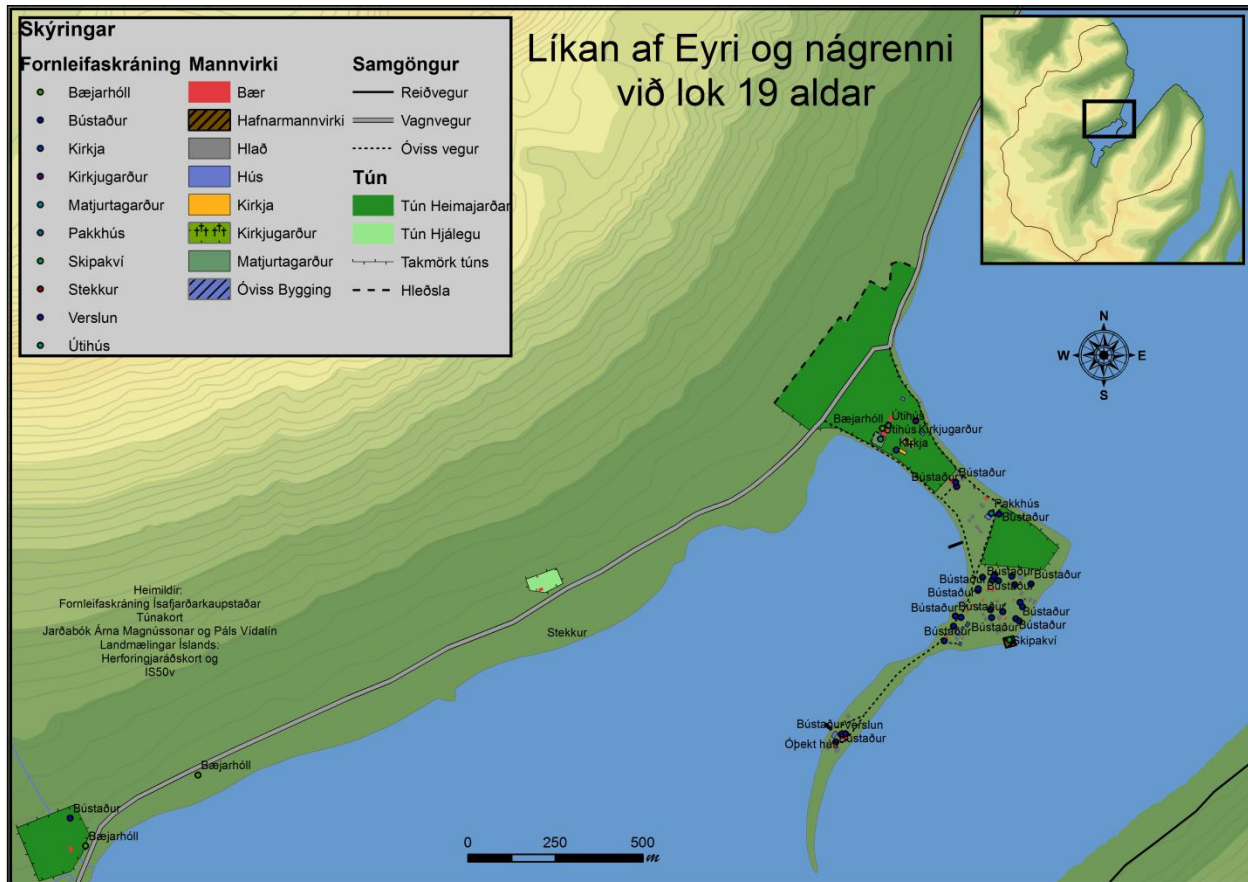 Líkan af Eyri og nágrenni
við lok 19 aldar
Skýringar
Fornleifaskráning
Bæjarhóll
Bústaður
Kirkja
Kirkjugarður
Matjurtagarður
Pakkhús
Skipakví
Stekkur
Verslun
Útihús
Mannvirki
Bær
Hafnarmannvirki
Hlað
Hús
Kirkja
Kirkjugarður
Matjurtagarður
Óviss Bygging
Samgöngur
Reiðvegur
Vagnvegur
Óviss vegur
Tún
Tún Heimajarðar
Tún Hjálegu
Takmörk túns
Hleðsla
N
W E
S
Bæjarhóll Útihús
Útihús Kirkjugarður
Kirkja
Bústaður
Bústaður
Pakkhús
Bústaður
Bústaður
Bústaður Bústaður
Bústaður
Bústaður
Bústaður Bústaður Bústaður
Bústaður
Bústaður Bústaður
Skipakví
Bústaður Verslun
Óþekt hús Bústaður
Stekkur
Heimildir:
Fornleifaskráning Ísafjarðarkaupstaðar
Túnakort
Jarðabók Árna Magnússonar og Páls Vídalín
Landmælingar Íslands:
Herforingjaráðskort og
IS50v
Bæjarhóll
Bústaður
Bæjarhóll
0 250 500
m